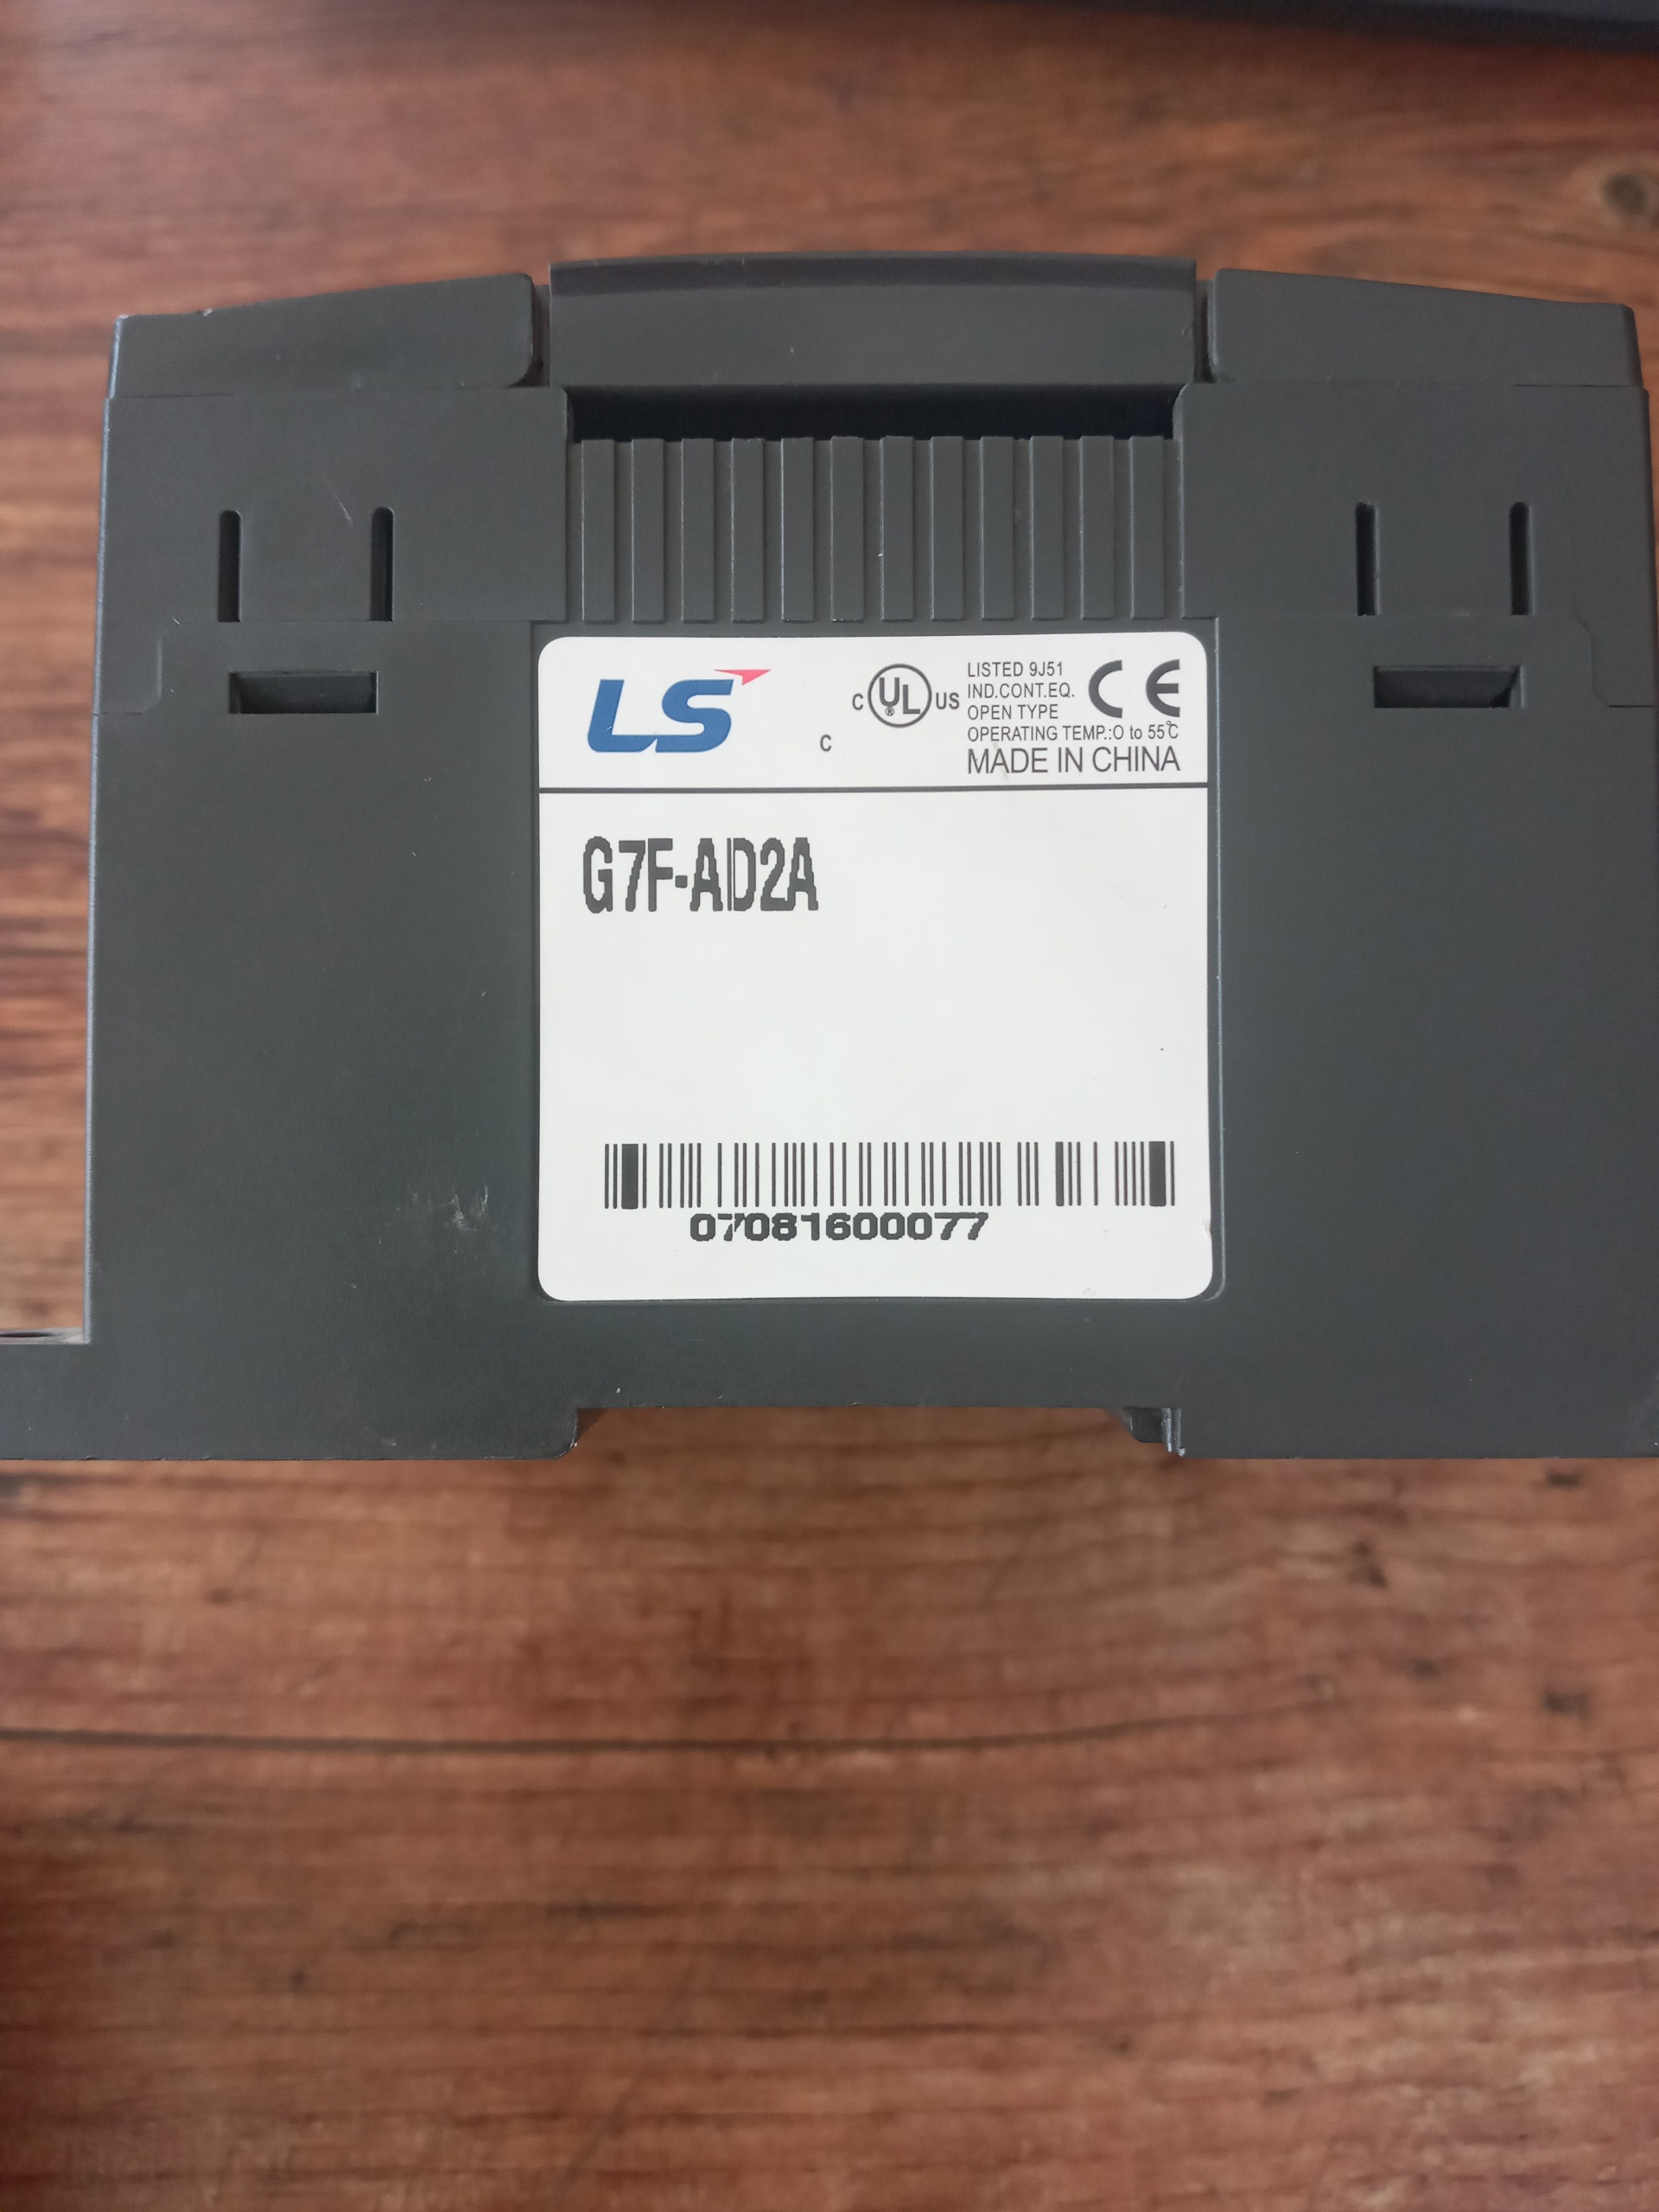 LS
C UL ® US
LISTED 9J51
IND.CONT.EQ.
OPEN TYPE
CE
OPERATING TEMP.:O to 55℃
C
MADE IN CHINA
G7F-AD2A
07081600077